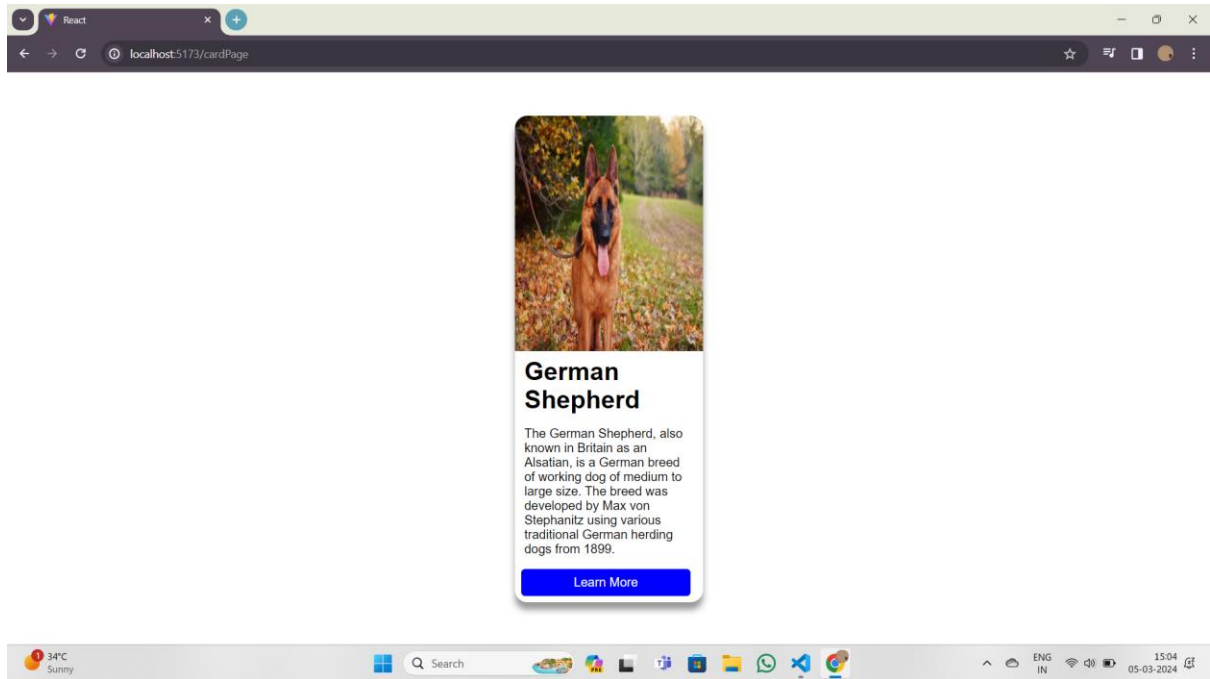 React
localhost:5173/cardPage
German
Shepherd
The German Shepherd, also
known in Britain as an
Alsatian, is a German breed
of working dog of medium to
large size. The breed was
developed by Max von
Stephanitz using various
traditional German herding
dogs from 1899.
Learn More
1
34°C
Sunny
Search
PRE
ENG
IN
15:04
05-03-2024